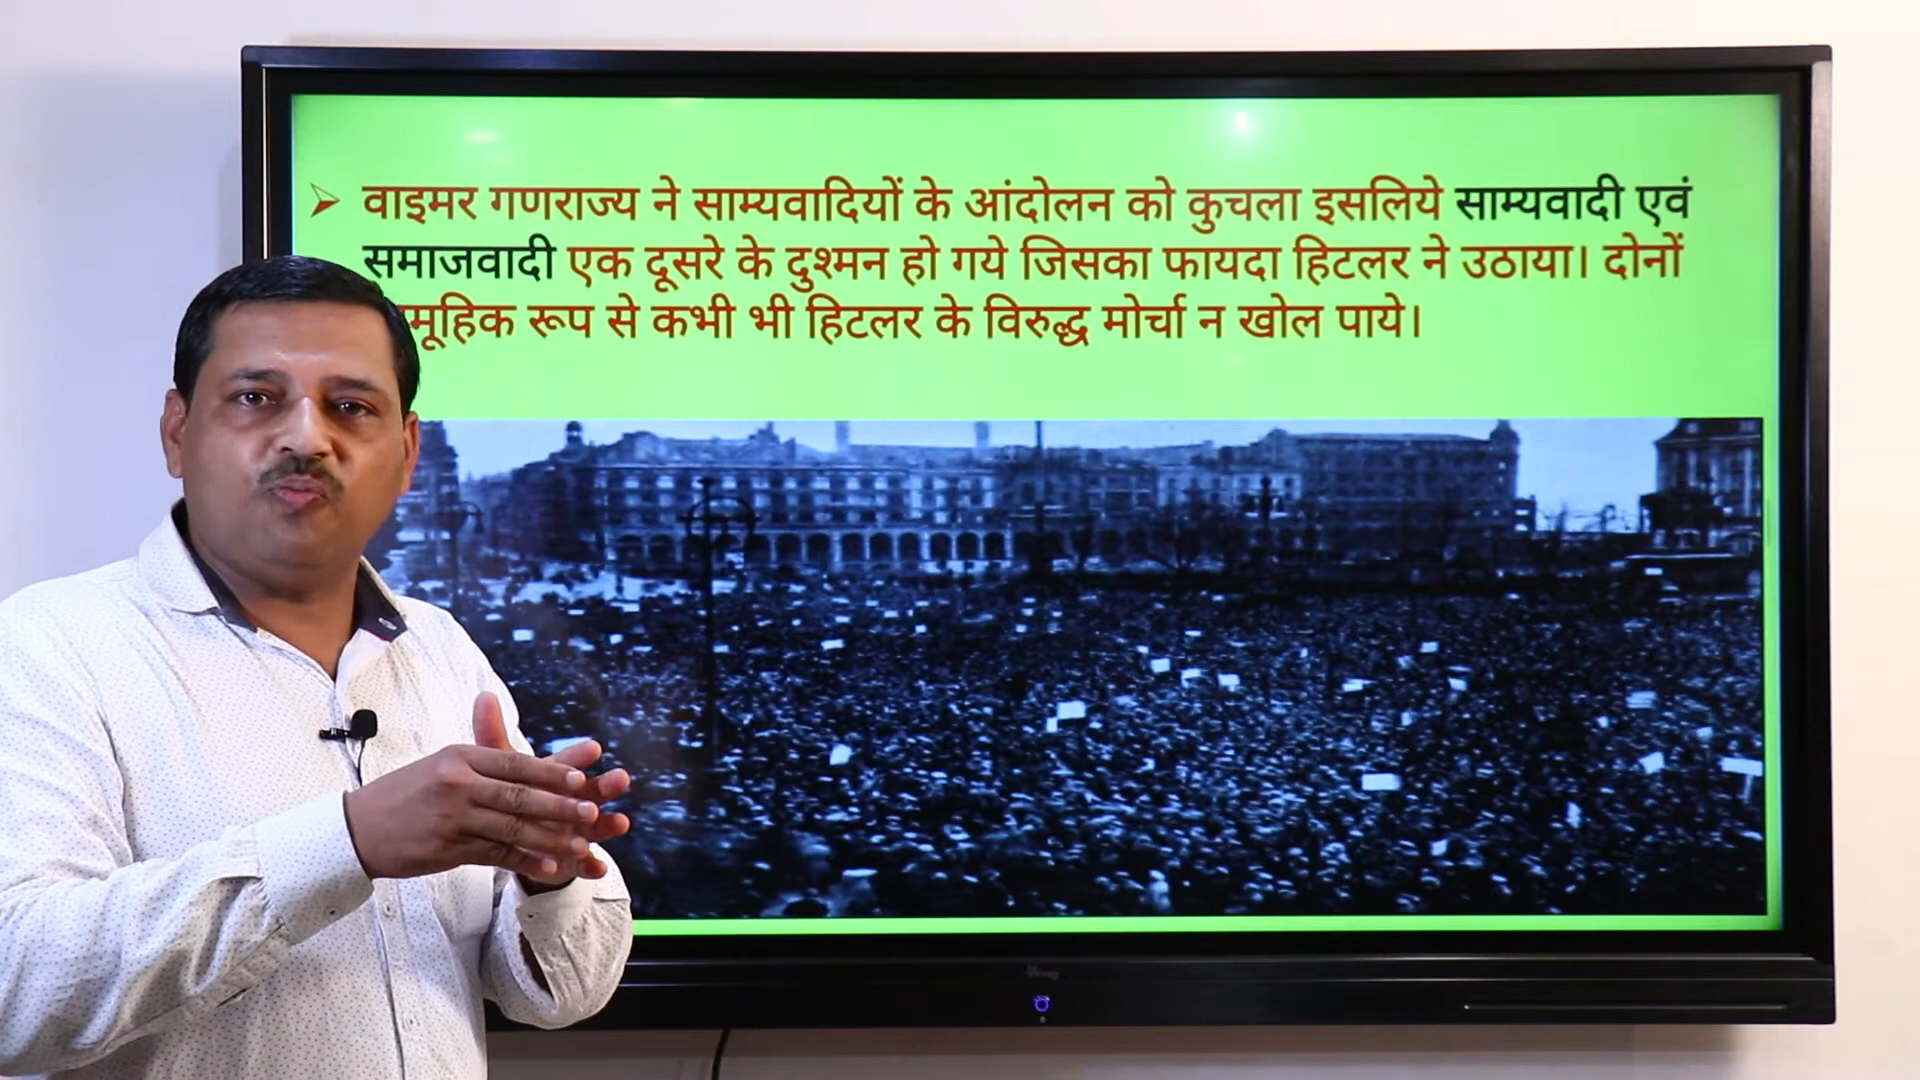 वाइमर गणराज्य ने साम्यवादियों के आंदोलन को कुचला इसलिये साम्यवादी एवं
समाजवादी एक दूसरे के दुश्मन हो गये जिसका फायदा हिटलर ने उठाया। दोनों
रूप से कभी भी हिटलर के विरुद्ध मोर्चा न खोल पाये।